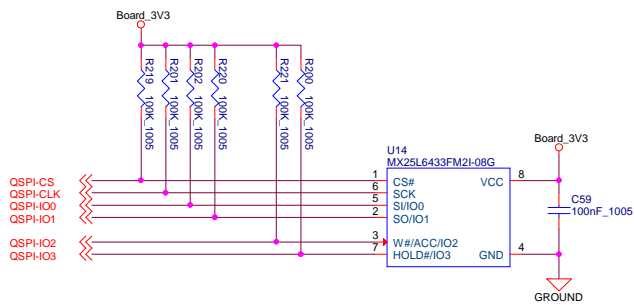 Board_3V3
R219
100K_1005
R201
100K_1005
R202
100K_1005
R220
100K_1005
R221
100K_1005
R200
100K_1005
U14
MX25L6433FM2I-08G
Board_3V3
QSPI-CS
1
CS#
VCC
8
QSPI-CLK
6
SCK
QSPI-IO0
5
SI/IO0
QSPI-IO1
2
SO/IO1
C59
100nF_1005
QSPI-IO2
3
W#/ACC/IO2
QSPI-IO3
7
HOLD#/IO3
GND
4
GROUND